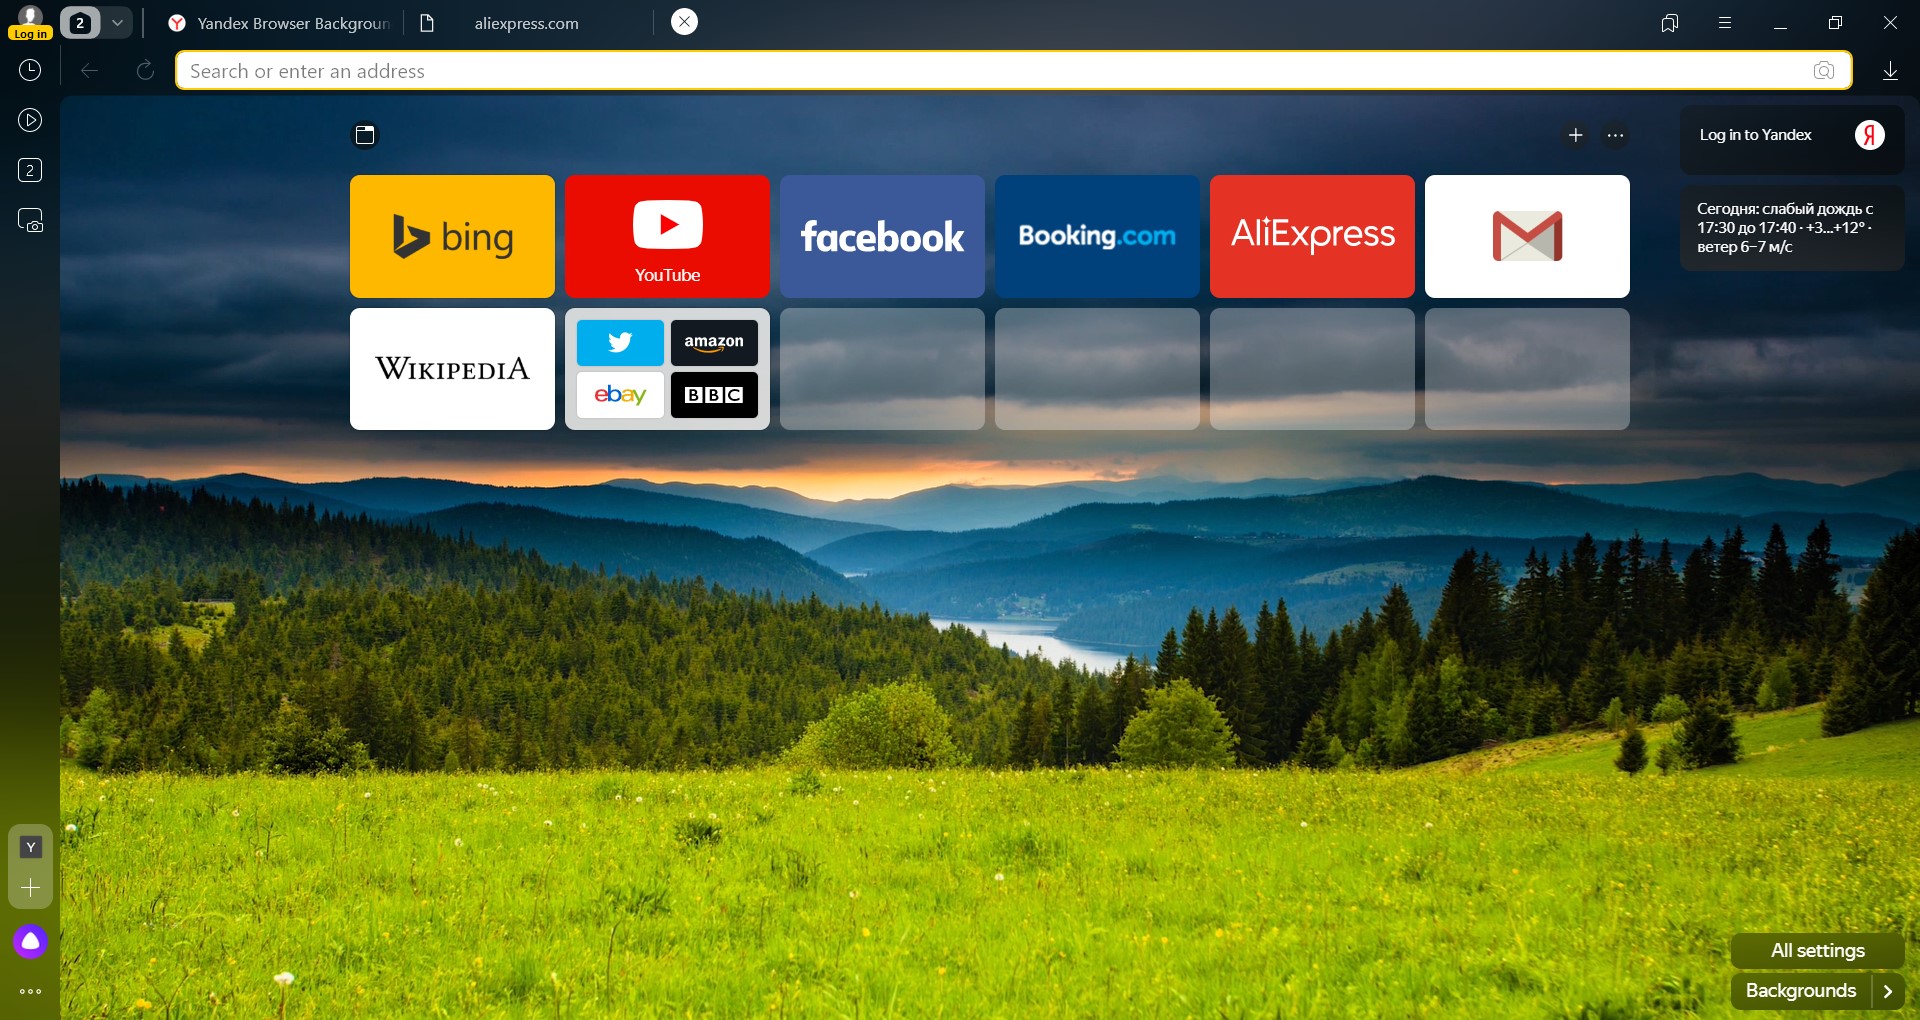 Log in
2
Yandex Browser Backgroun
aliexpress.com
Search or enter an address
2
Log in to Yandex
Я
Сегодня: слабый дождь с
17:30 до 17:40 · +3...+12° ·
ветер 6–7 м/с
bing
YouTube
facebook
Booking.com
AliExpress
WIKIPEDIA
amazon
ebay
BBC
Y
All settings
Backgrounds